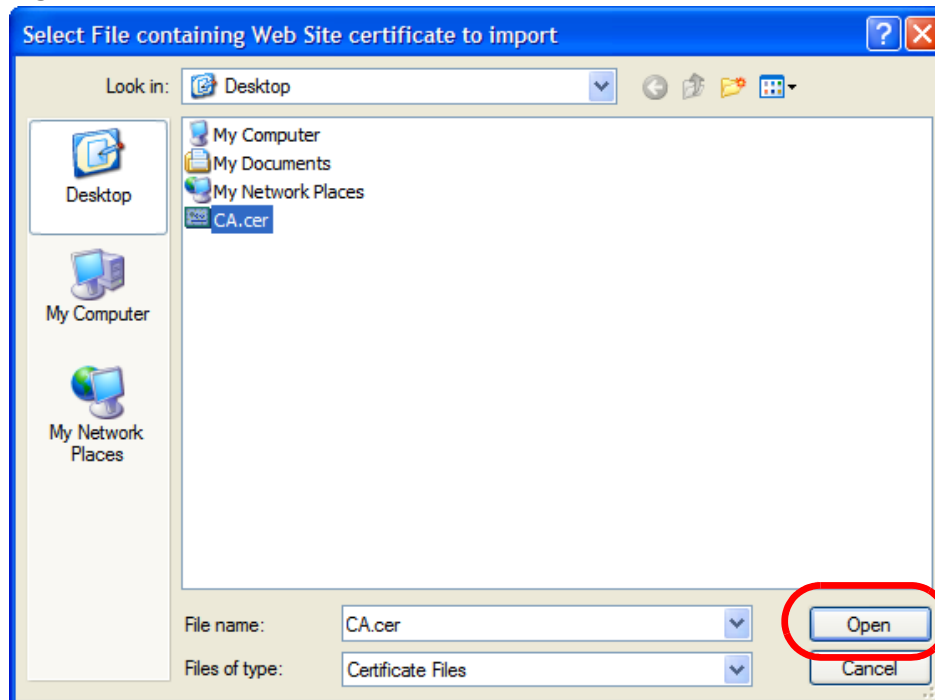 Select File containing Web Site certificate to import
Look in: Desktop
My Computer
My Documents
My Network Places
CA.cer
Desktop
My Computer
My Network
Places
File name: CA.cer Open
Files of type: Certificate Files Cancel